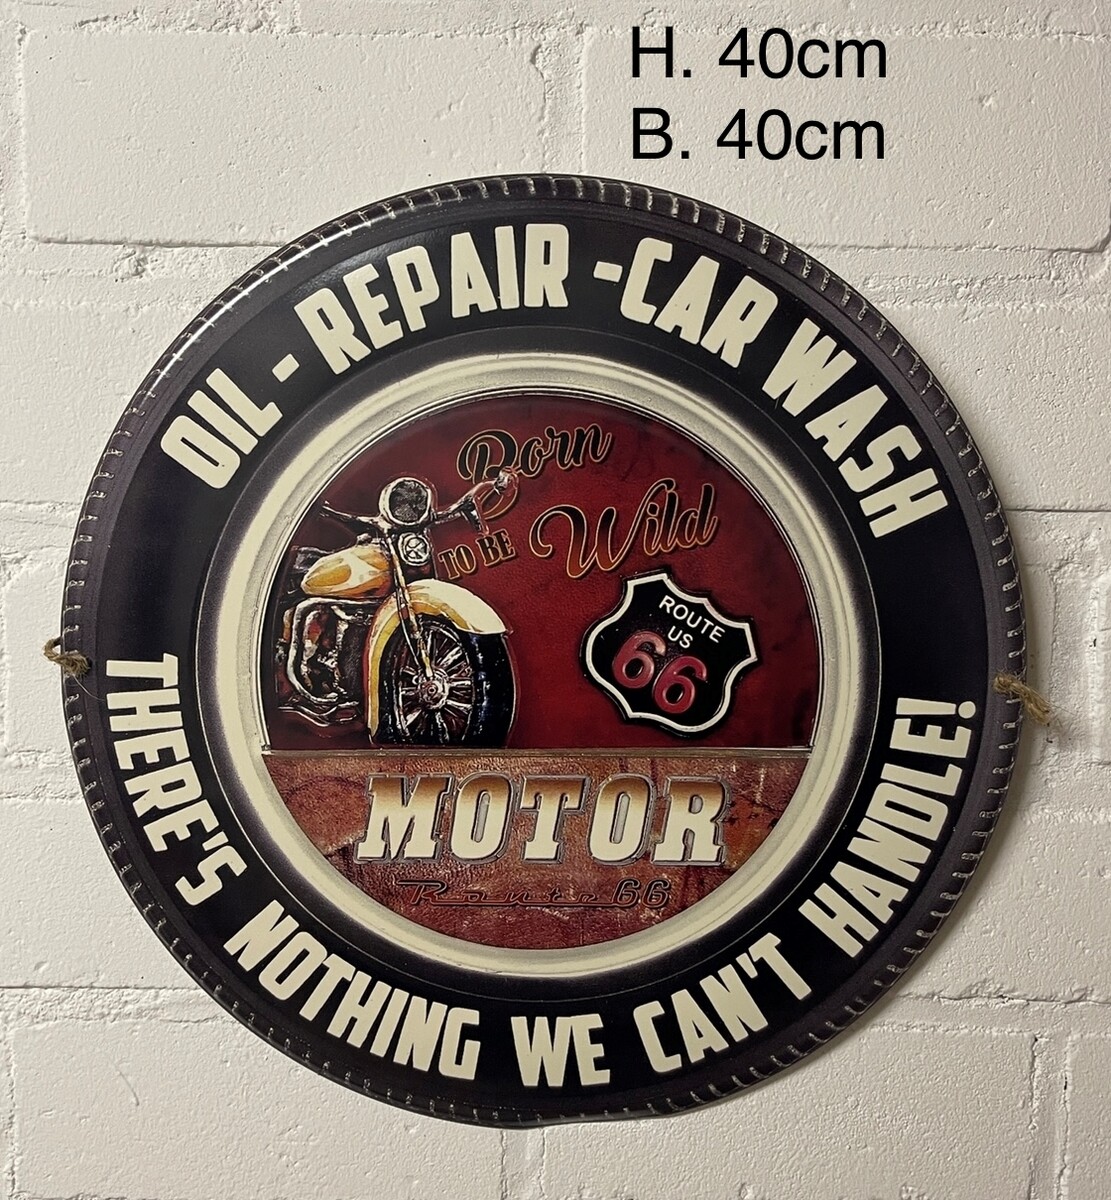 H. 40cm
B. 40cm
OIL - REPAIR - CAR WASH
Born
TO BE Wild
ROUTE
US
66
MOTOR
Route 66
THERE'S NOTHING WE CAN'T HANDLE!